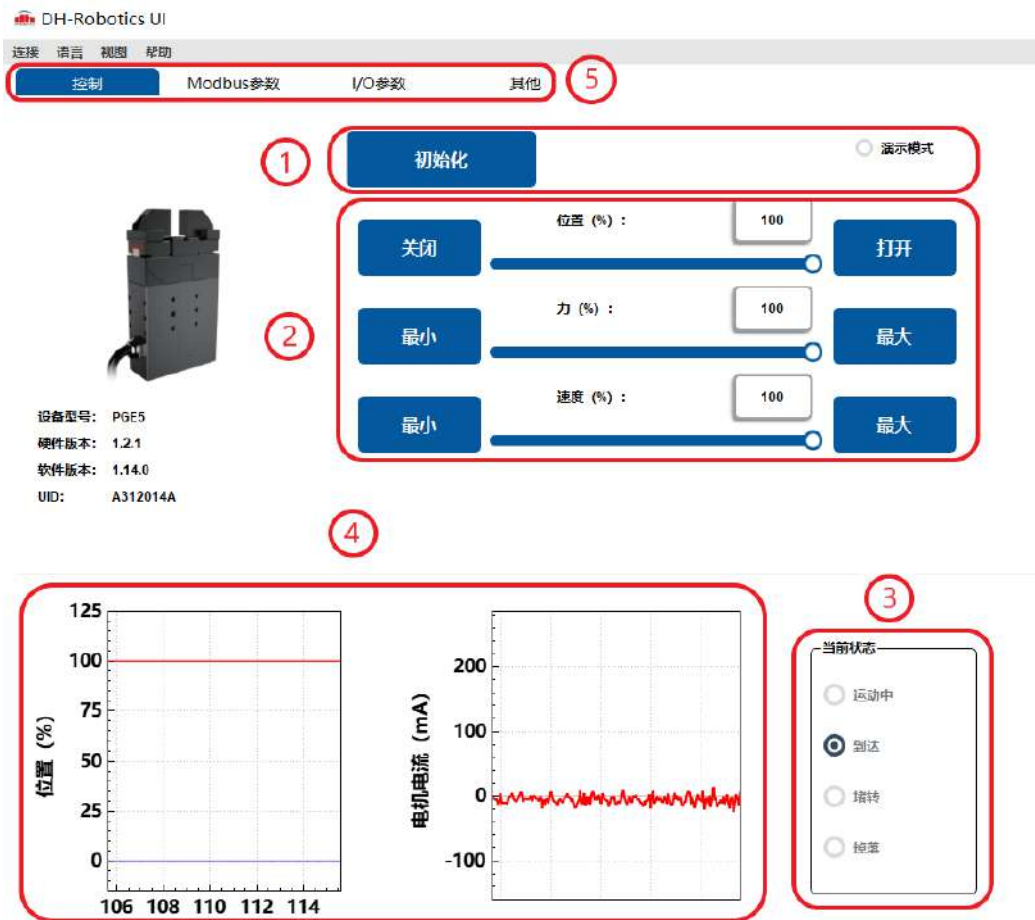 DH-Robotics UI
连接 语言 视图 帮助
控制 Modbus参数 I/O参数 其他 5
1 初始化 演示模式
位置 (%) : 100
关闭 打开
力 (%) : 100
2 最小 最大
速度 (%) : 100
最小 最大
设备型号: PGE5
硬件版本: 1.2.1
软件版本: 1.14.0
UID: A312014A
4
3
125
100
75
50
25
0
位置 (%)
106 108 110 112 114
200
100
0
-100
电机电流 (mA)
当前状态
运动中
到达
堵转
掉落